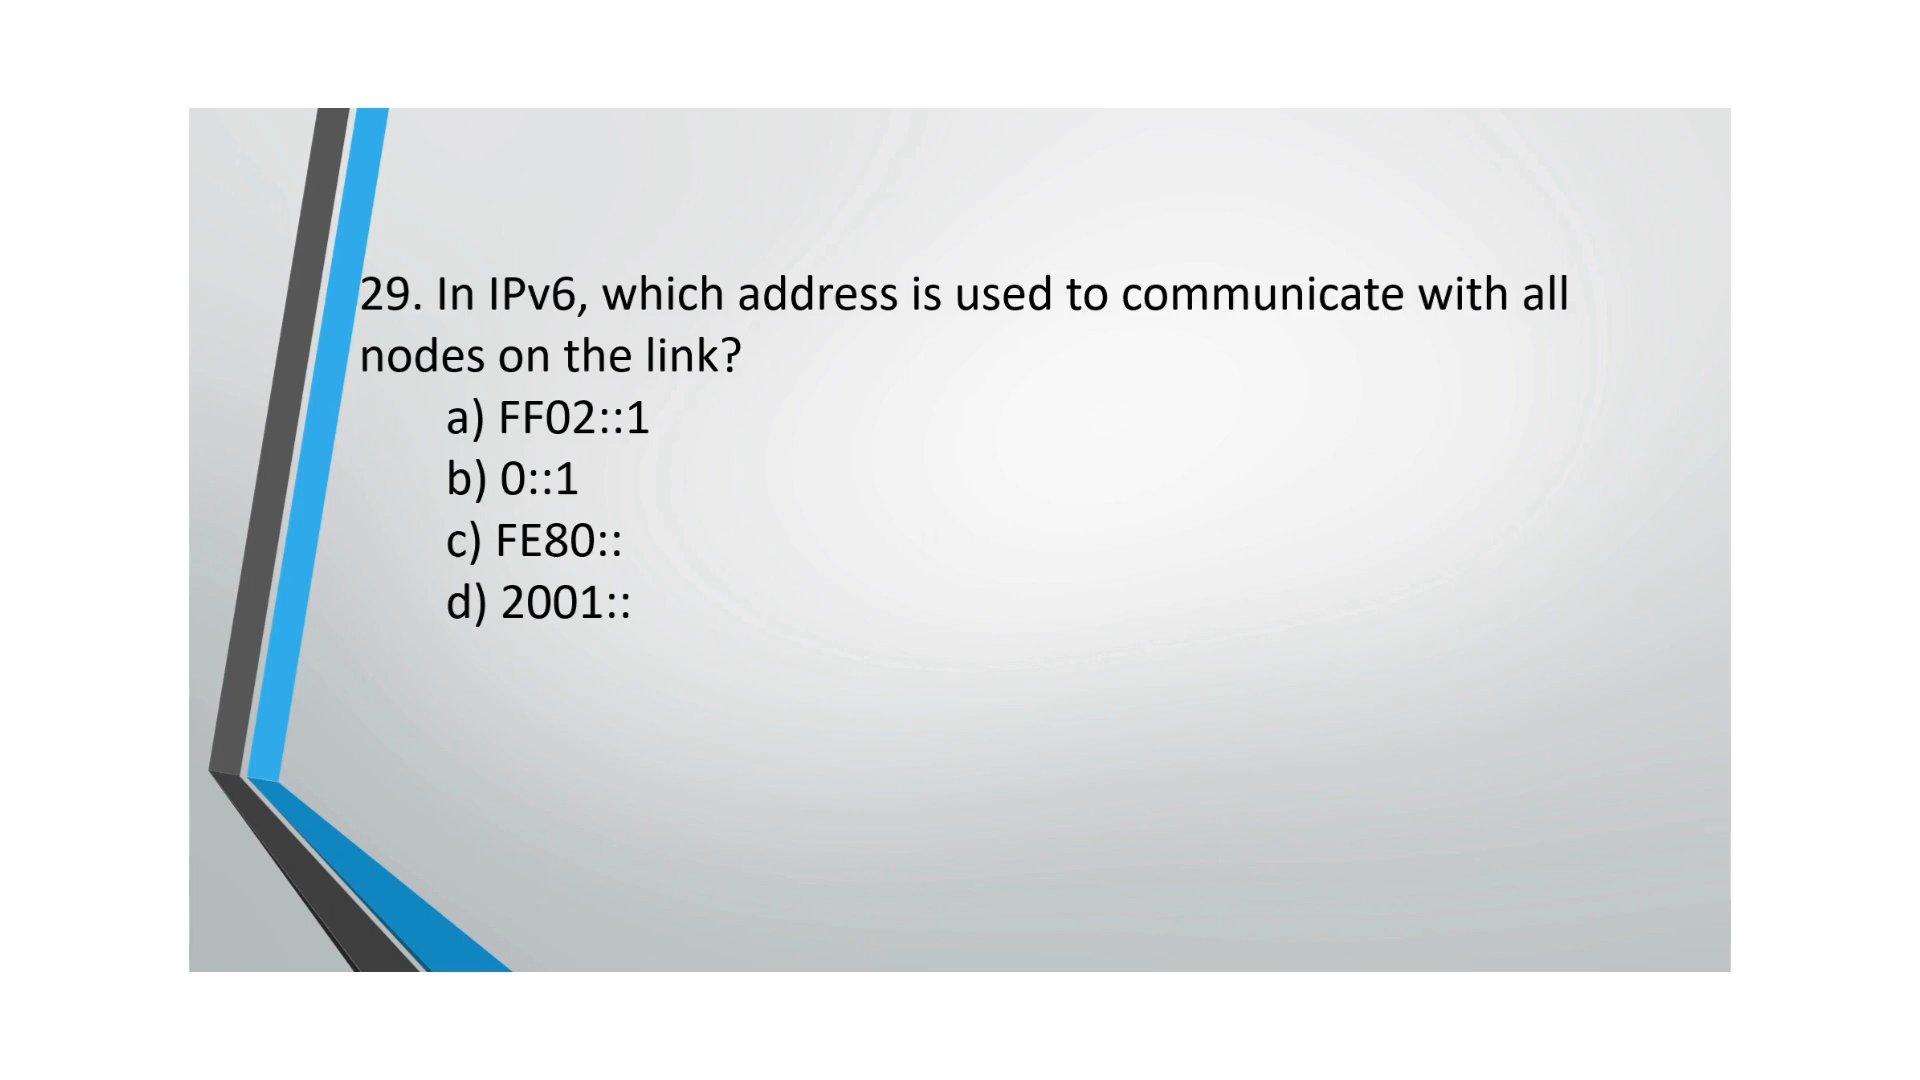 29. In IPv6, which address is used to communicate with all
nodes on the link?
a) FF02::1
b) 0::1
c) FE80::
d) 2001::